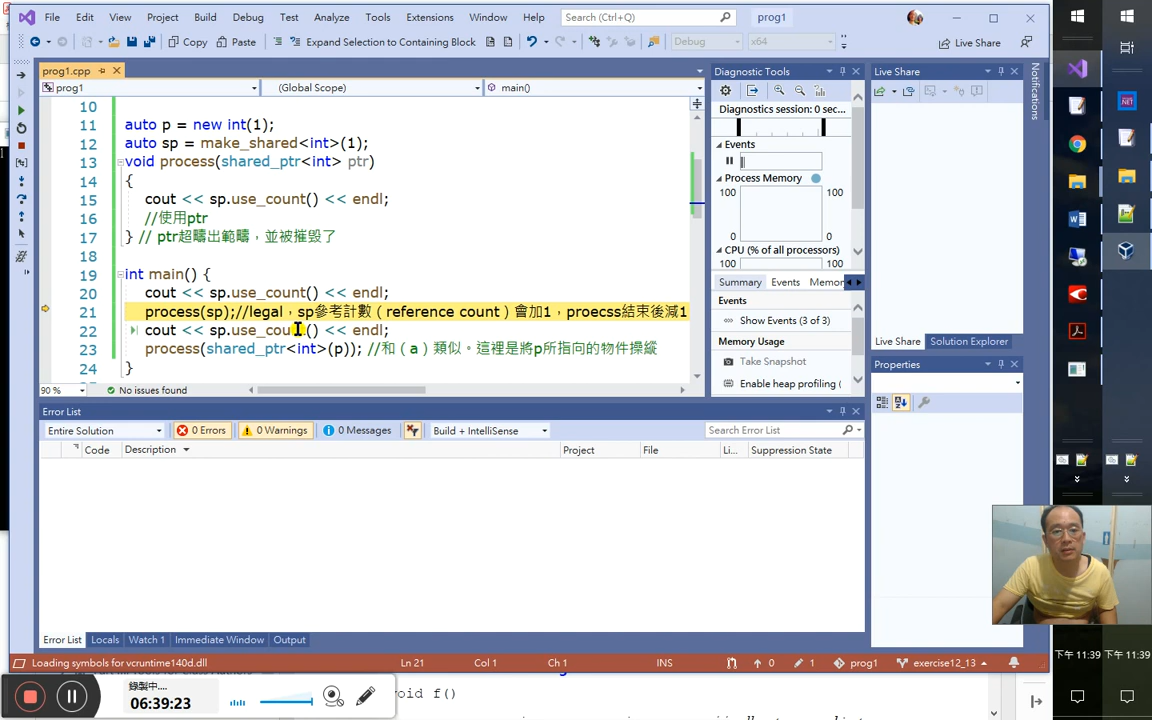 File Edit View Project Build Debug Test Analyze Tools Extensions Window Help Search (Ctrl+Q) prog1
Copy Paste Expand Selection to Containing Block Debug x64 Live Share
prog1.cpp
prog1 (Global Scope) main()
10
11 auto p = new int(1);
12 auto sp = make_shared<int>(1);
13 void process(shared_ptr<int> ptr)
14 {
15 cout << sp.use_count() << endl;
16 //使用ptr
17 } // ptr超疇出範疇，並被摧毀了
18
19 int main() {
20 cout << sp.use_count() << endl;
21 process(sp);//legal，sp參考計數（reference count）會加1，proecss結束後減1
22 cout << sp.use_cou () << endl;
23 process(shared_ptr<int>(p)); //和（a）類似。這裡是將p所指向的物件操縱
24 }
90 % No issues found
Diagnostic Tools
Diagnostics session: 0 sec...
Events
Process Memory
100 100
0 0
CPU (% of all processors)
100 100
Summary Events Memor
Events
Show Events (3 of 3)
Memory Usage
Take Snapshot
Enable heap profiling (
Live Share
Live Share Solution Explorer
Properties
Notifications
Error List
Entire Solution 0 Errors 0 Warnings 0 Messages Build + IntelliSense Search Error List
Code Description Project File Li... Suppression State
Error List Locals Watch 1 Immediate Window Output
Loading symbols for vcruntime140d.dll Ln 21 Col 1 Ch 1 INS 0 1 prog1 exercise12_13
錄製中....
06:39:23
void f()
下午 11:39 下午 11:39